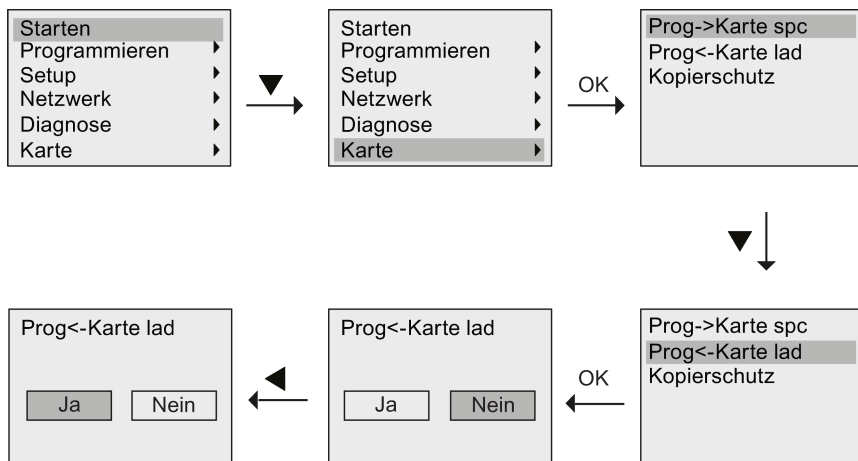 Starten
Programmieren
Setup
Netzwerk
Diagnose
Karte
Starten
Programmieren
Setup
Netzwerk
Diagnose
Karte
OK
Prog->Karte spc
Prog<-Karte lad
Kopierschutz
Prog->Karte spc
Prog<-Karte lad
Kopierschutz
OK
Prog<-Karte lad
Ja Nein
Prog<-Karte lad
Ja Nein